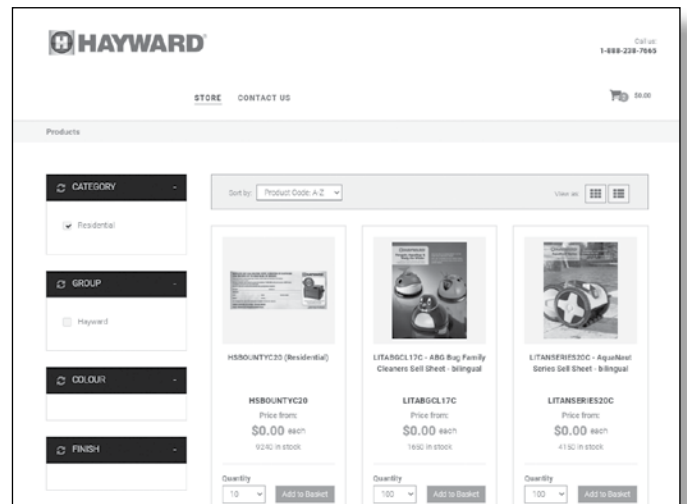 HAYWARD
Call us:
1-888-238-7665
STORE CONTACT US
$0.00
Products
CATEGORY -
Residential
GROUP -
Hayward
COLOUR -
FINISH -
Sort by: Product Code: A-Z
View as:
HSBOUNTYC20 (Residential)
HSBOUNTYC20
Price from:
$0.00 each
9240 in stock
Quantity
10 Add to Basket
LITABGCL17C - ABG Bug Family
Cleaners Sell Sheet - bilingual
LITABGCL17C
Price from:
$0.00 each
1650 in stock
Quantity
100 Add to Basket
LITANSERIES20C - AquaNaut
Series Sell Sheet - bilingual
LITANSERIES20C
Price from:
$0.00 each
4150 in stock
Quantity
100 Add to Basket